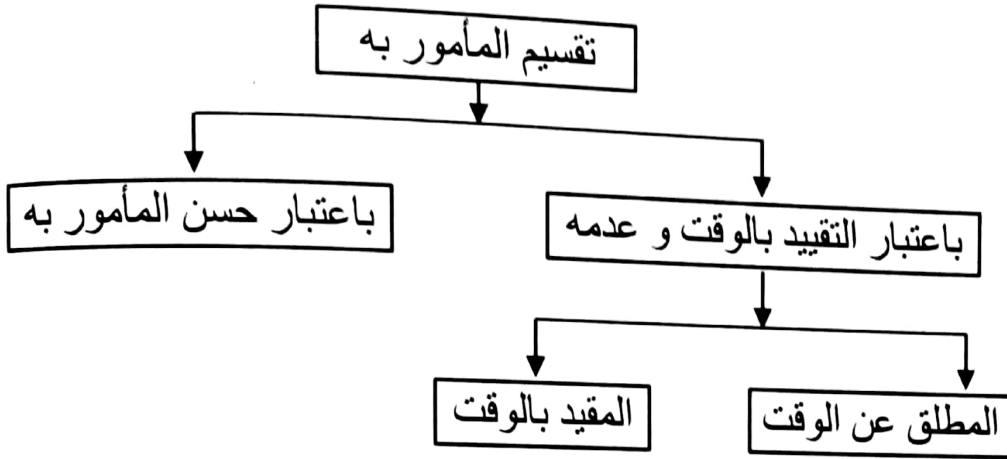 تقسيم المأمور به
باعتبار التقييد بالوقت و عدمه
باعتبار حسن المأمور به
المطلق عن الوقت
المقيد بالوقت